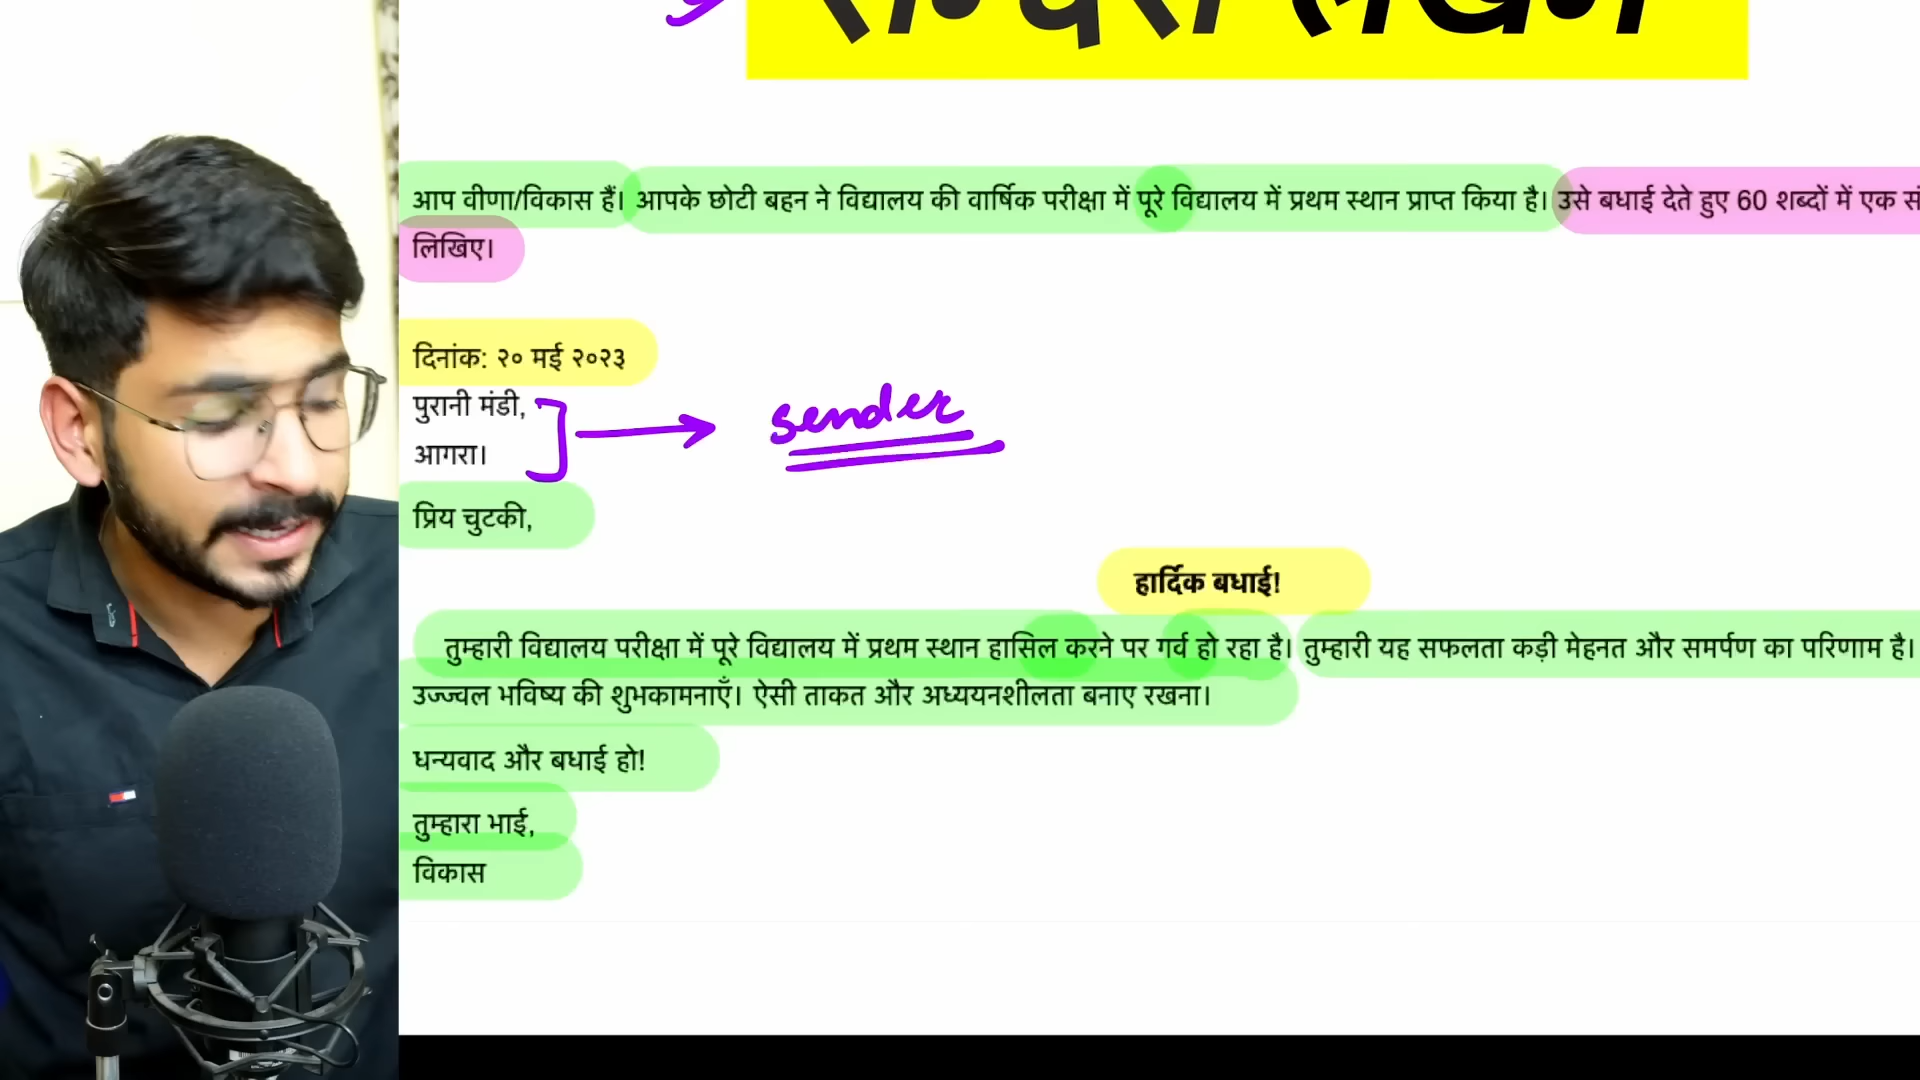 लेखन
आप वीणा/विकास हैं। आपके छोटी बहन ने विद्यालय की वार्षिक परीक्षा में पूरे विद्यालय में प्रथम स्थान प्राप्त किया है। उसे बधाई देते हुए 60 शब्दों में एक
लिखिए।
दिनांक: २० मई २०२३
पुरानी मंडी,
sender
आगरा।
प्रिय चुटकी,
हार्दिक बधाई!
तुम्हारी विद्यालय परीक्षा में पूरे विद्यालय में प्रथम स्थान हासिल करने पर गर्व हो रहा है। तुम्हारी यह सफलता कड़ी मेहनत और समर्पण का परिणाम है।
उज्ज्वल भविष्य की शुभकामनाएँ। ऐसी ताकत और अध्ययनशीलता बनाए रखना।
धन्यवाद और बधाई हो!
तुम्हारा भाई,
विकास